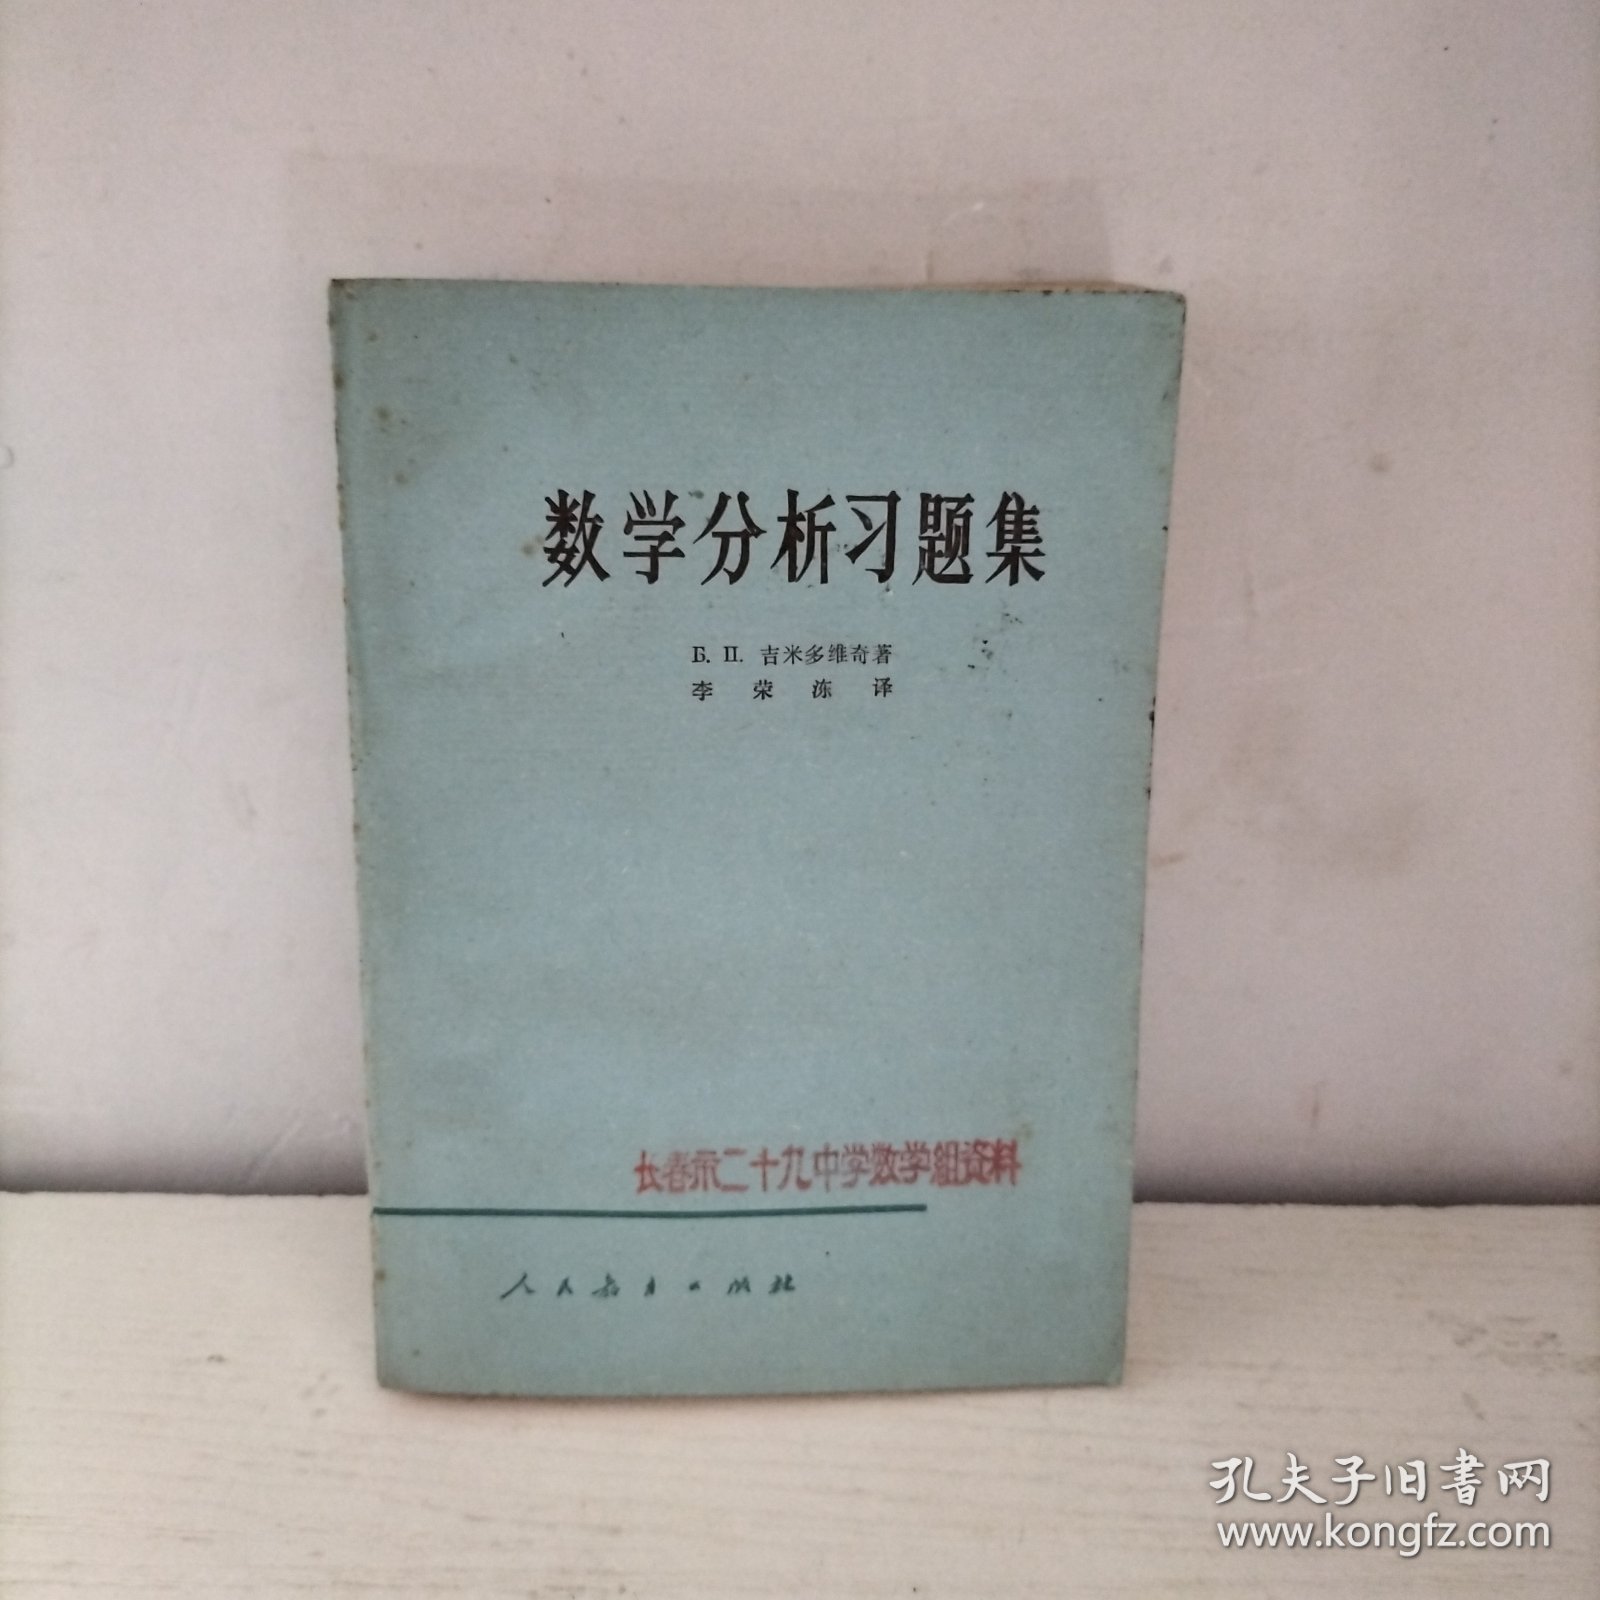 数学分析习题集
Б. П. 吉米多维奇著
李荣涷译
长春市二十九中学数学组资料
人民教育出版社
孔夫子旧书网
www.kongfz.com